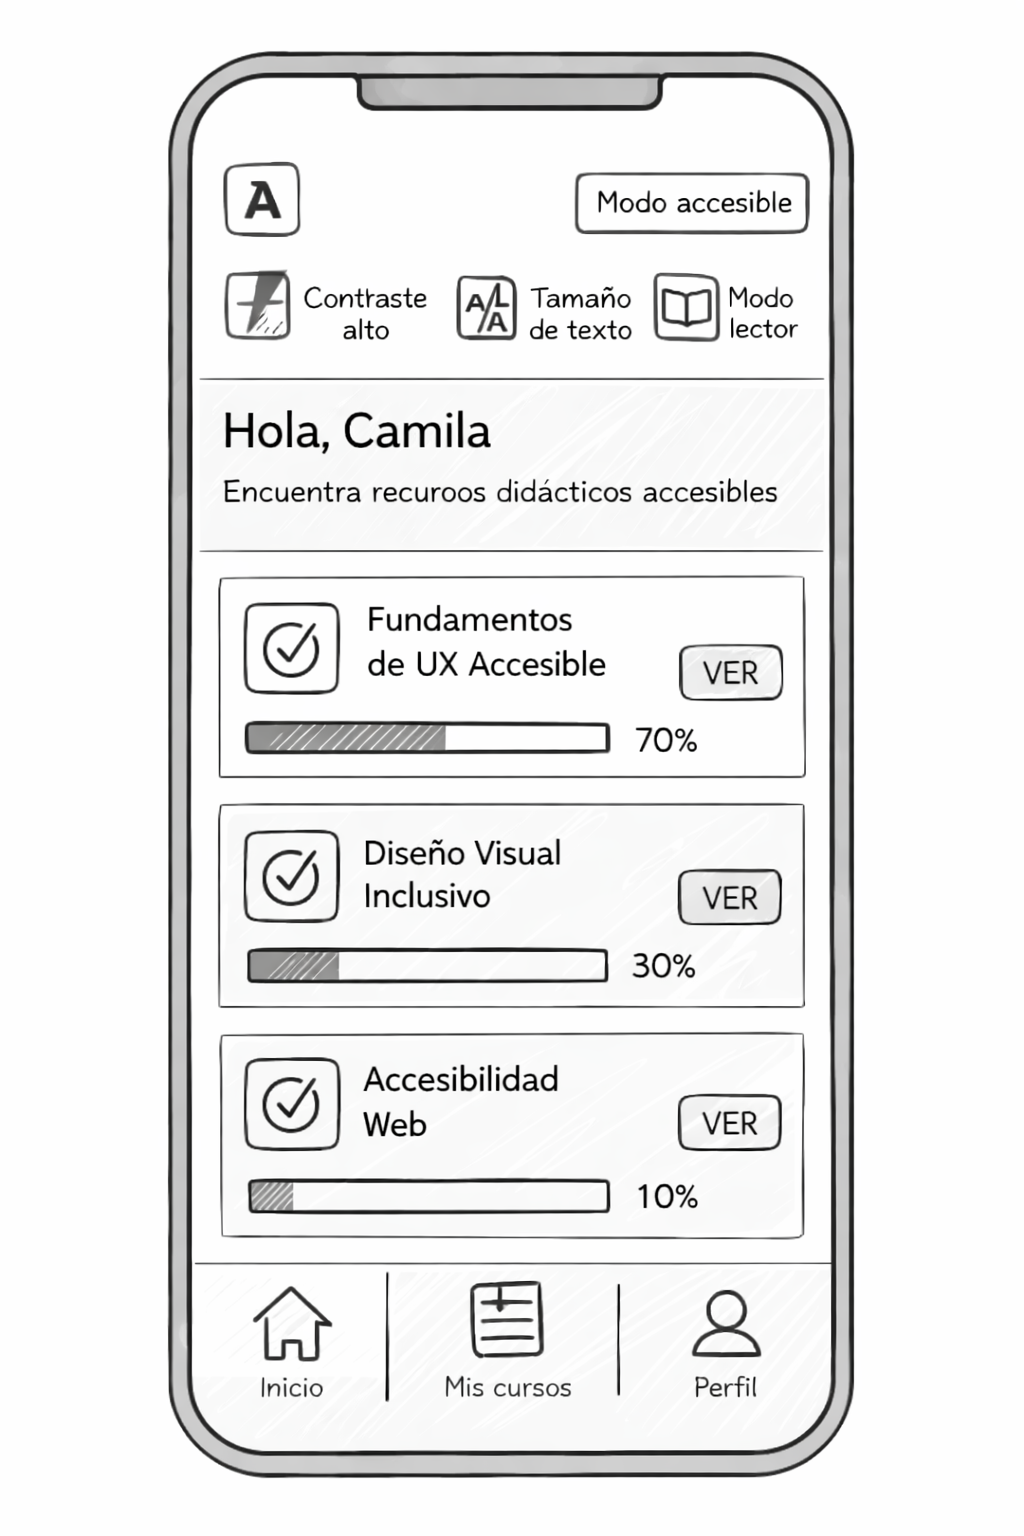 A
Modo accesible
Contraste
alto
A/A
A
Tamaño
de texto
Modo
lector
Hola, Camila
Encuentra recuroos didácticos accesibles
Fundamentos
de UX Accesible
VER
70%
Diseño Visual
Inclusivo
VER
30%
Accesibilidad
Web
VER
10%
Inicio
Mis cursos
Perfil